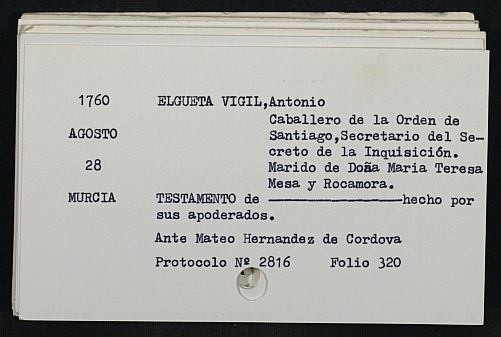 1760 ELGUETA VIGIL,Antonio
Caballero de la Orden de
AGOSTO Santiago,Secretario del Se-
creto de la Inquisición.
28 Marido de Doña Maria Teresa
Mesa y Rocamora.
MURCIA TESTAMENTO de ------------------hecho por
sus apoderados.
Ante Mateo Hernandez de Cordova
Protocolo Nº 2816 Folio 320